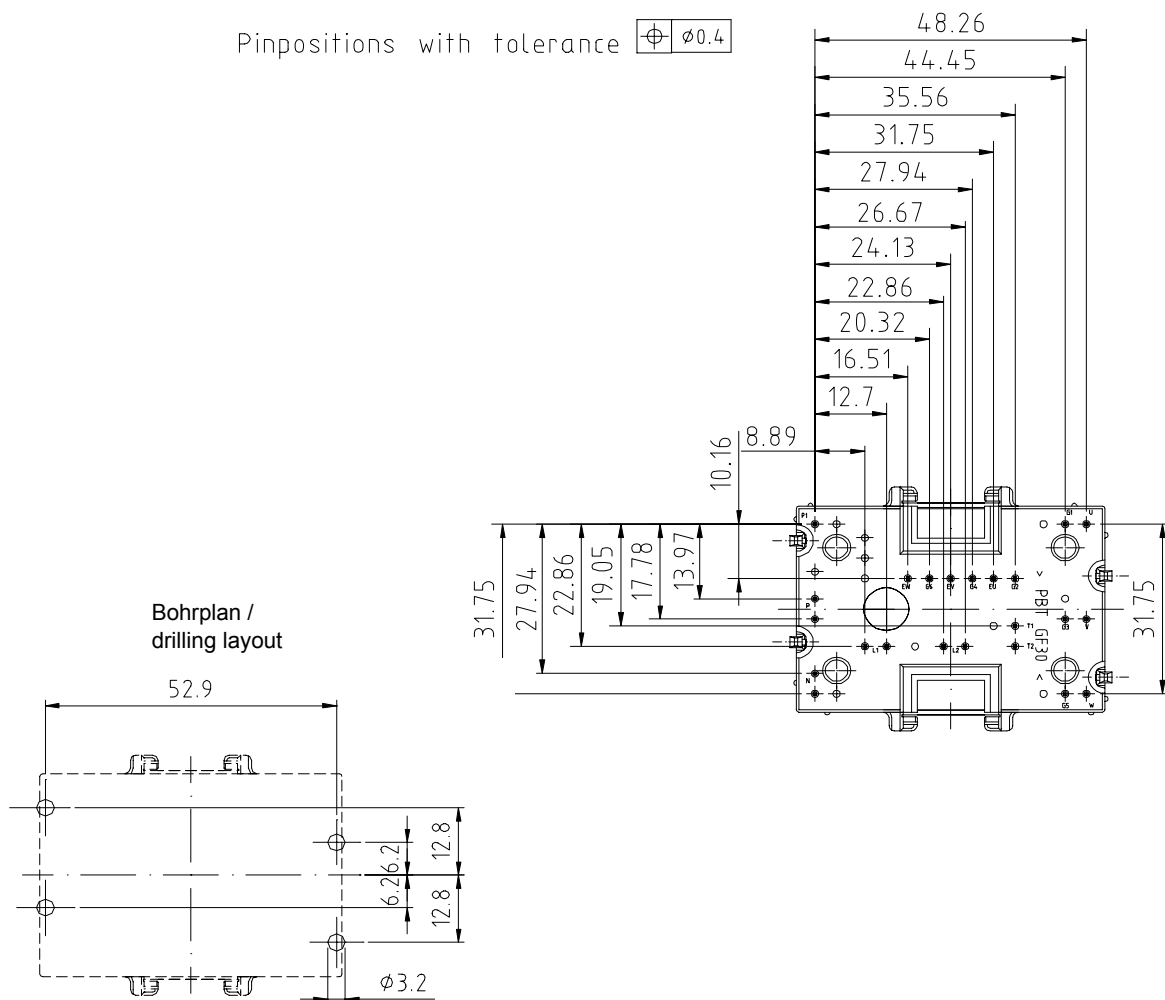 Pinpositions with tolerance ⌖ ϕ0.4
48.26
44.45
35.56
31.75
27.94
26.67
24.13
22.86
20.32
16.51
12.7
8.89
10.16
31.75
27.94
22.86
19.05
17.78
13.97
31.75
P1
G1 U
EW G6 EV G4 EU G2
P
T1
G3 V
L1 L2 T2
N
G5 W
> PBT GF30 <
Bohrplan /
drilling layout
52.9
12.8
6.2
6.2
12.8
ϕ3.2